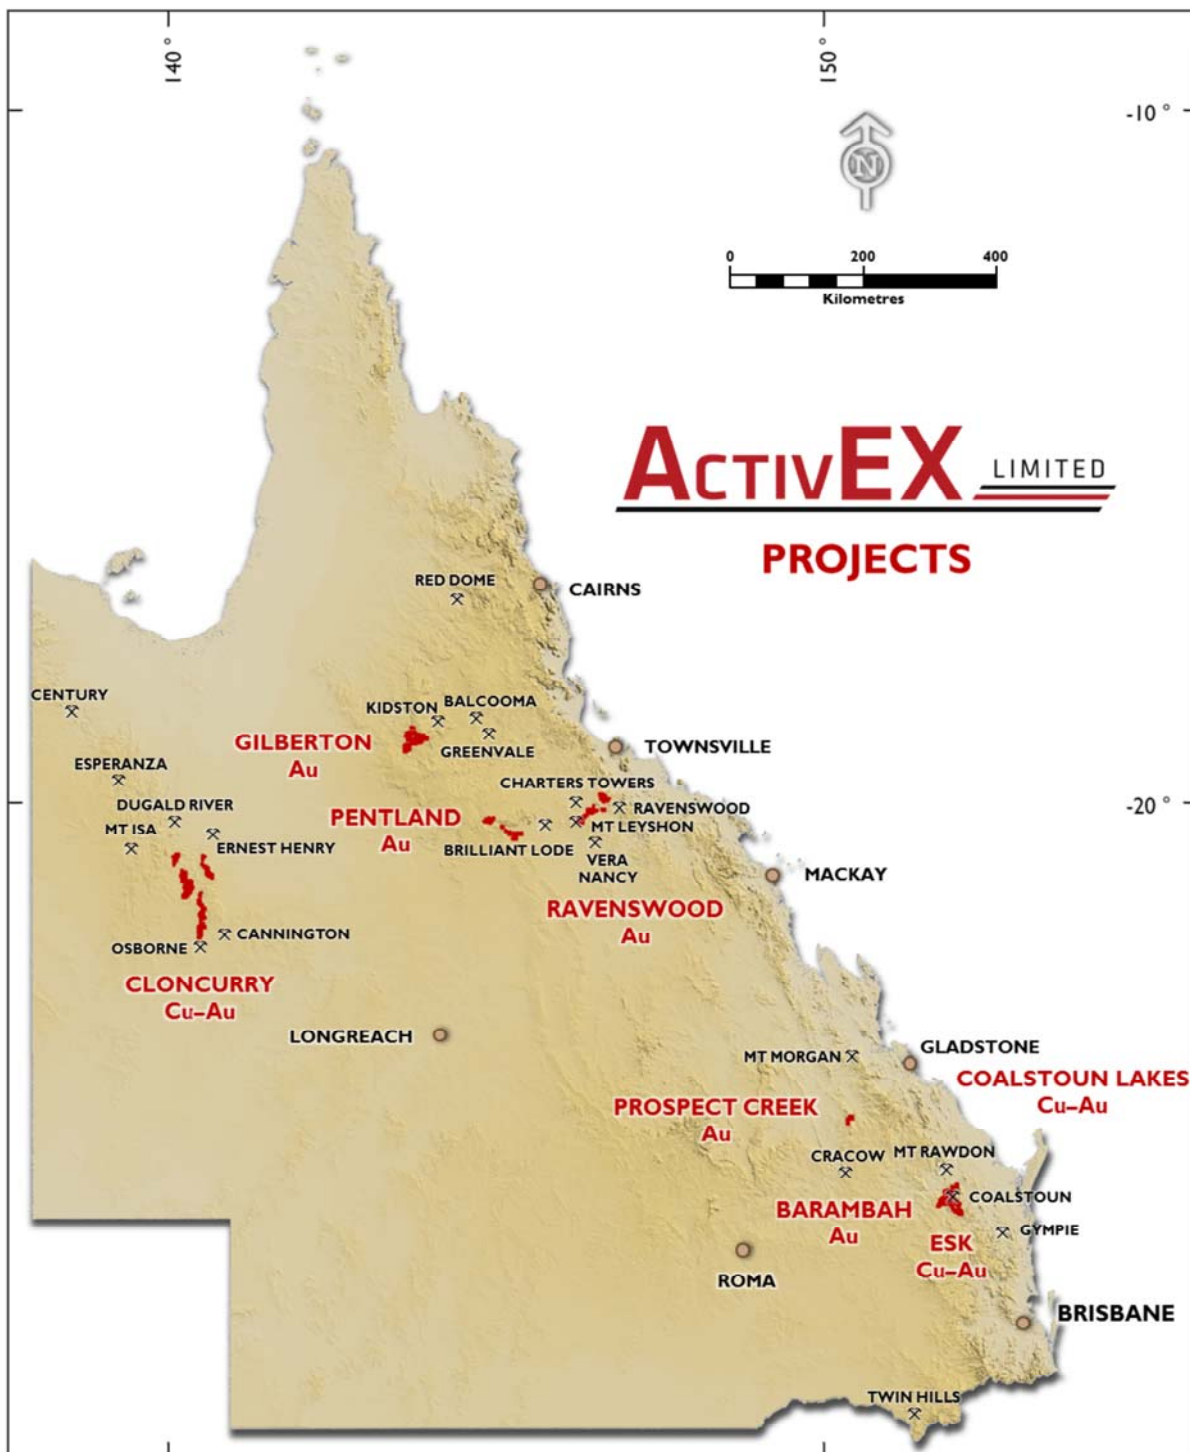 140 °
150 °
-10 °
N
0 200 400
Kilometres
ACTIVEX LIMITED
PROJECTS
RED DOME
CAIRNS
CENTURY
KIDSTON
BALCOOMA
GILBERTON
Au
GREENVALE
TOWNSVILLE
ESPERANZA
CHARTERS TOWERS
-20 °
DUGALD RIVER
PENTLAND
Au
RAVENSWOOD
MT ISA
MT LEYSHON
ERNEST HENRY
BRILLIANT LODE
VERA
NANCY
MACKAY
RAVENSWOOD
Au
CANNINGTON
OSBORNE
CLONCURRY
Cu–Au
LONGREACH
GLADSTONE
MT MORGAN
COALSTOUN LAKES
Cu–Au
PROSPECT CREEK
Au
CRACOW
MT RAWDON
COALSTOUN
BARAMBAH
Au
GYMPIE
ESK
Cu–Au
ROMA
BRISBANE
TWIN HILLS